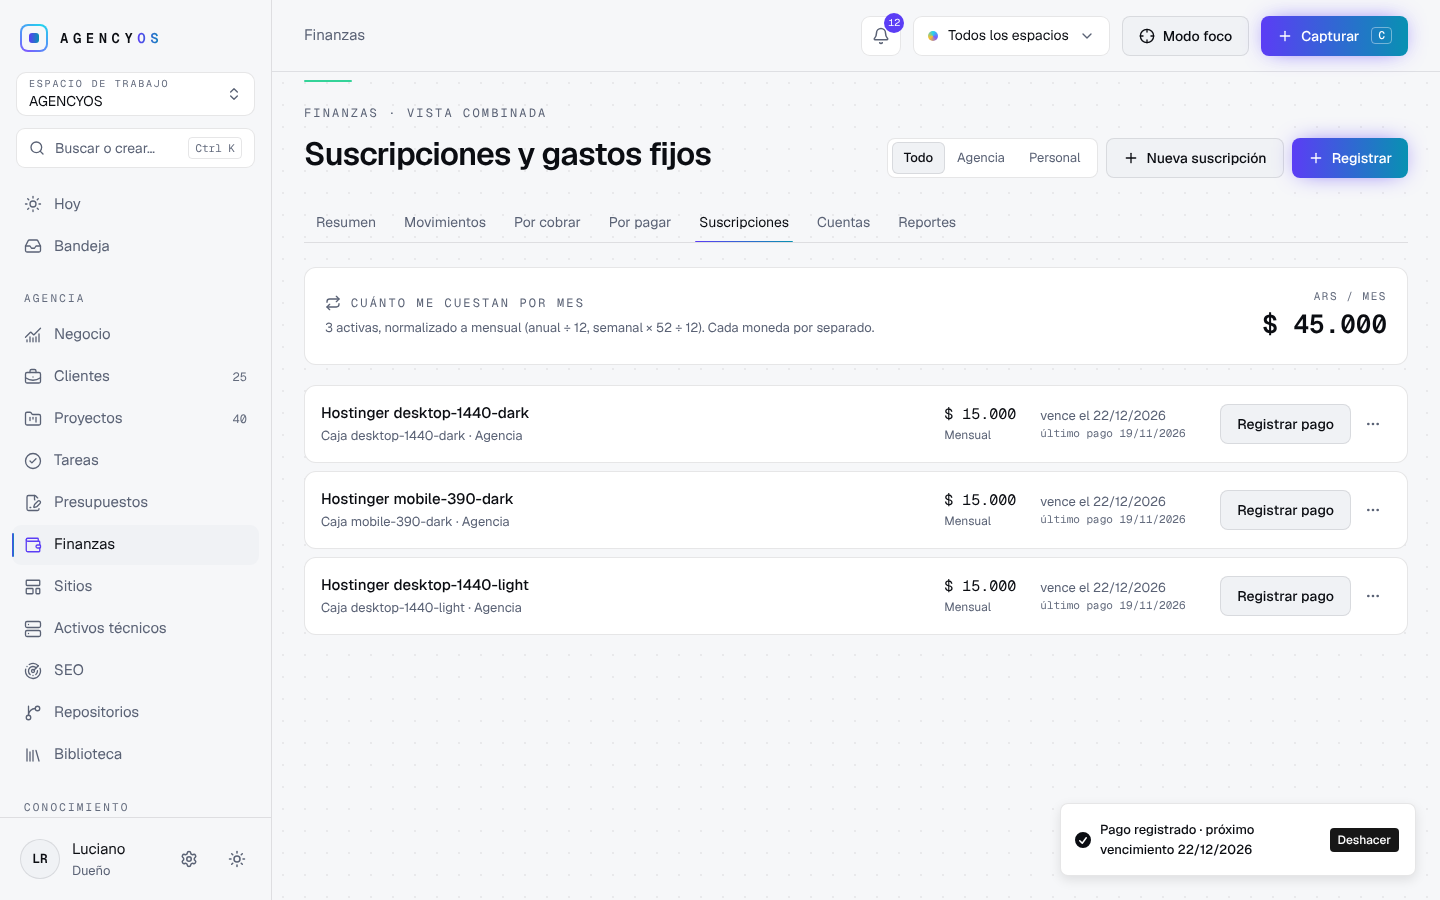 AGENCYOS
ESPACIO DE TRABAJO
AGENCYOS
Buscar o crear... Ctrl K
Hoy
Bandeja
AGENCIA
Negocio
Clientes 25
Proyectos 40
Tareas
Presupuestos
Finanzas
Sitios
Activos técnicos
SEO
Repositorios
Biblioteca
CONOCIMIENTO
LR
Luciano
Dueño
Finanzas
12
Todos los espacios
Modo foco
Capturar C
FINANZAS · VISTA COMBINADA
Suscripciones y gastos fijos
Todo Agencia Personal
Nueva suscripción
Registrar
Resumen Movimientos Por cobrar Por pagar Suscripciones Cuentas Reportes
CUÁNTO ME CUESTAN POR MES
3 activas, normalizado a mensual (anual ÷ 12, semanal × 52 ÷ 12). Cada moneda por separado.
ARS / MES
$ 45.000
Hostinger desktop-1440-dark
Caja desktop-1440-dark · Agencia
$ 15.000
Mensual
vence el 22/12/2026
último pago 19/11/2026
Registrar pago
Hostinger mobile-390-dark
Caja mobile-390-dark · Agencia
$ 15.000
Mensual
vence el 22/12/2026
último pago 19/11/2026
Registrar pago
Hostinger desktop-1440-light
Caja desktop-1440-light · Agencia
$ 15.000
Mensual
vence el 22/12/2026
último pago 19/11/2026
Registrar pago
Pago registrado · próximo
vencimiento 22/12/2026
Deshacer